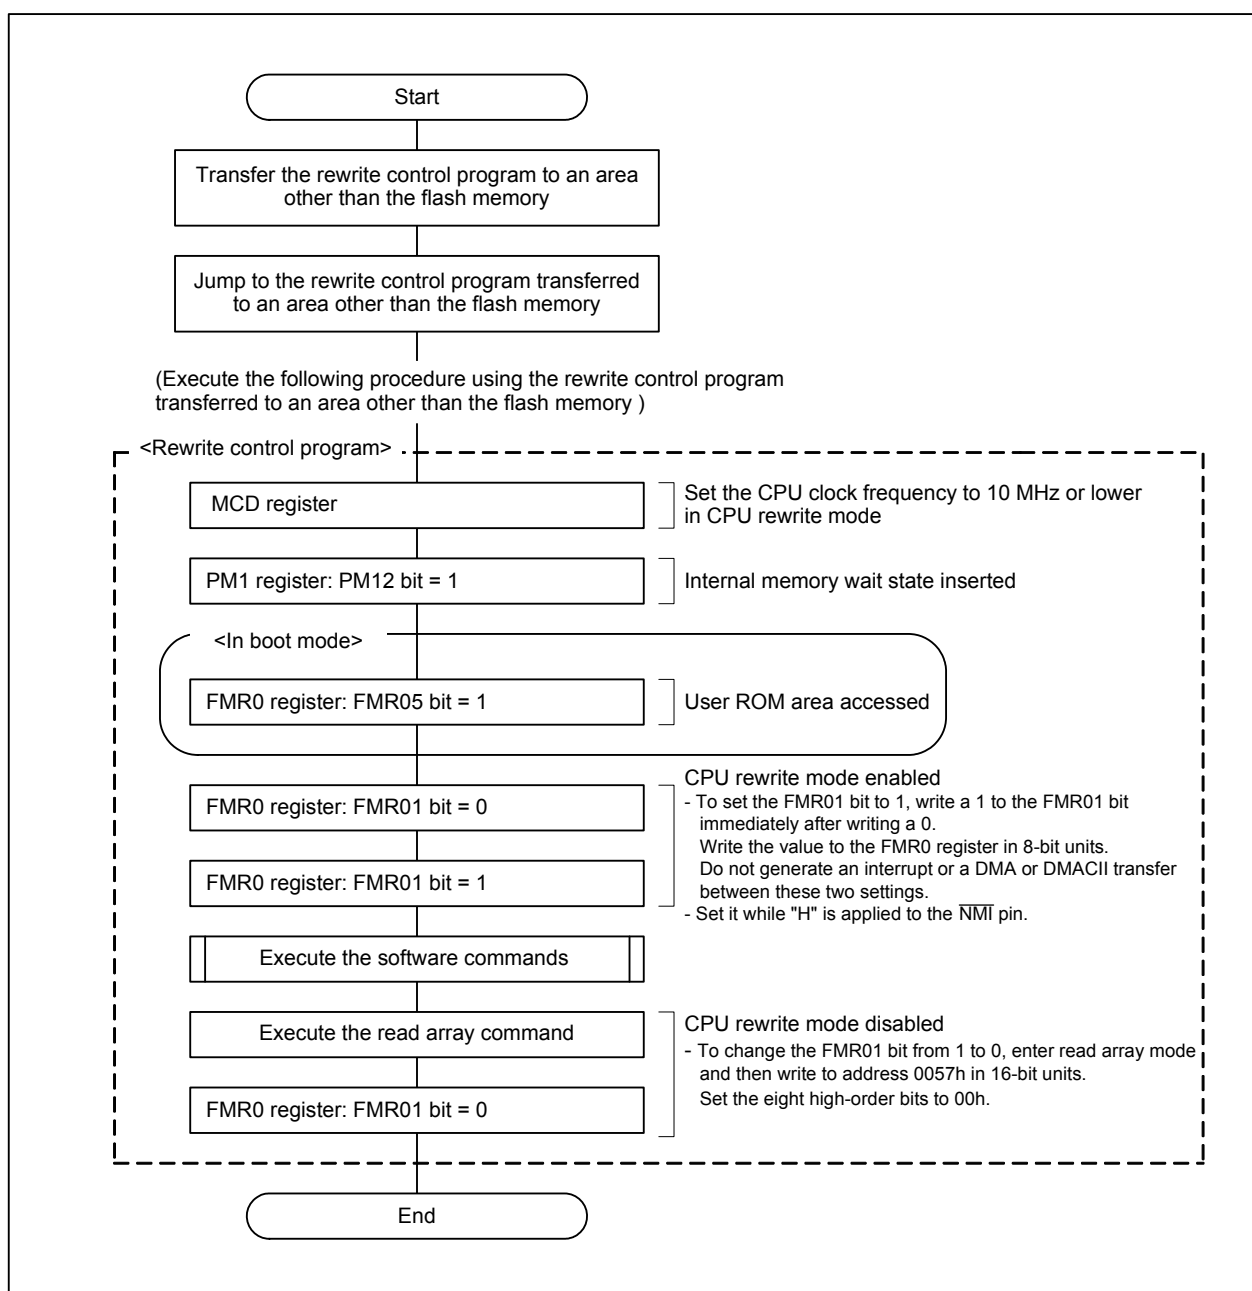 Start
Transfer the rewrite control program to an area
other than the flash memory
Jump to the rewrite control program transferred
to an area other than the flash memory
(Execute the following procedure using the rewrite control program
transferred to an area other than the flash memory )
<Rewrite control program>
MCD register
Set the CPU clock frequency to 10 MHz or lower
in CPU rewrite mode
PM1 register: PM12 bit = 1
Internal memory wait state inserted
<In boot mode>
FMR0 register: FMR05 bit = 1
User ROM area accessed
FMR0 register: FMR01 bit = 0
FMR0 register: FMR01 bit = 1
CPU rewrite mode enabled
- To set the FMR01 bit to 1, write a 1 to the FMR01 bit
immediately after writing a 0.
Write the value to the FMR0 register in 8-bit units.
Do not generate an interrupt or a DMA or DMACII transfer
between these two settings.
- Set it while "H" is applied to the N̅M̅I̅ pin.
Execute the software commands
Execute the read array command
FMR0 register: FMR01 bit = 0
CPU rewrite mode disabled
- To change the FMR01 bit from 1 to 0, enter read array mode
and then write to address 0057h in 16-bit units.
Set the eight high-order bits to 00h.
End